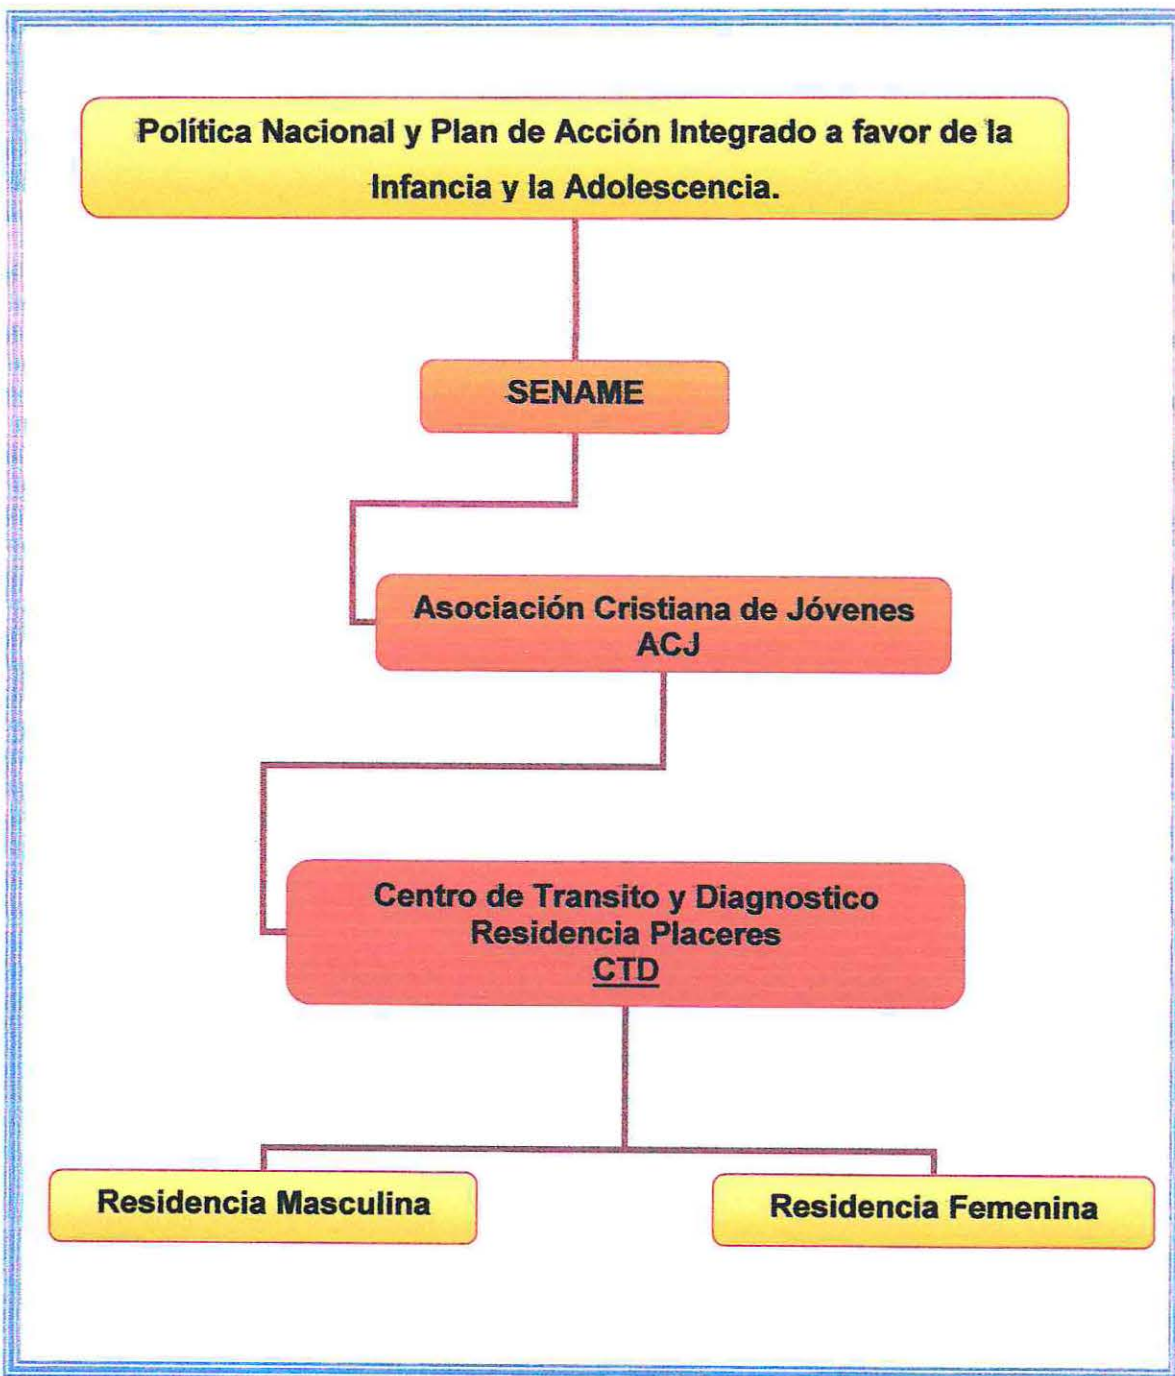 Política Nacional y Plan de Acción Integrado a favor de la
Infancia y la Adolescencia.
SENAME
Asociación Cristiana de Jóvenes
ACJ
Centro de Transito y Diagnostico
Residencia Placeres
CTD
Residencia Masculina
Residencia Femenina